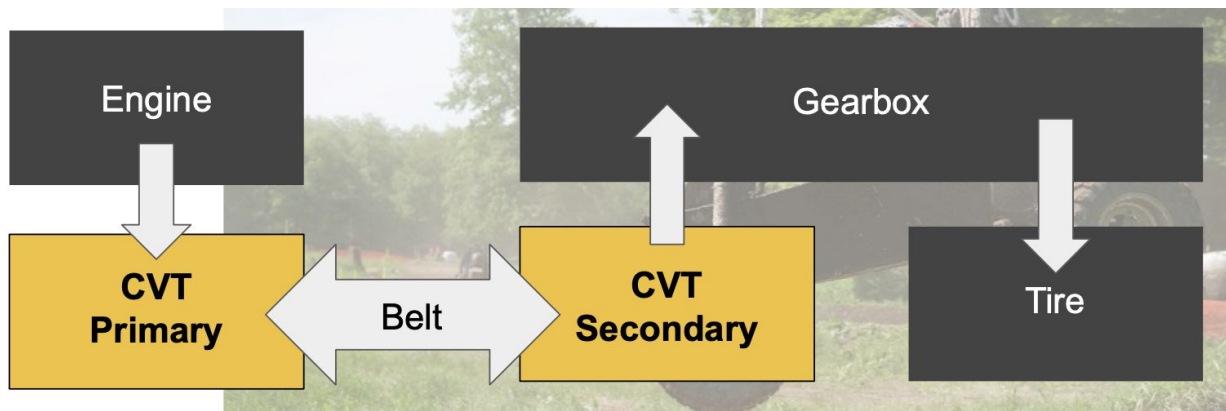 Engine
Gearbox
CVT
Primary
Belt
CVT
Secondary
Tire